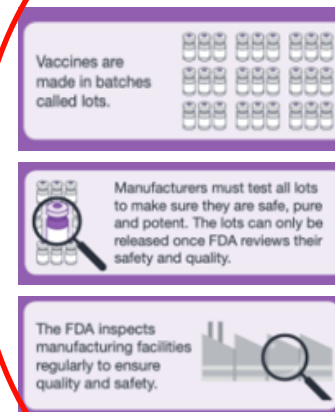 Vaccines are
made in batches
called lots.
Manufacturers must test all lots
to make sure they are safe, pure
and potent. The lots can only be
released once FDA reviews their
safety and quality.
The FDA inspects
manufacturing facilities
regularly to ensure
quality and safety.